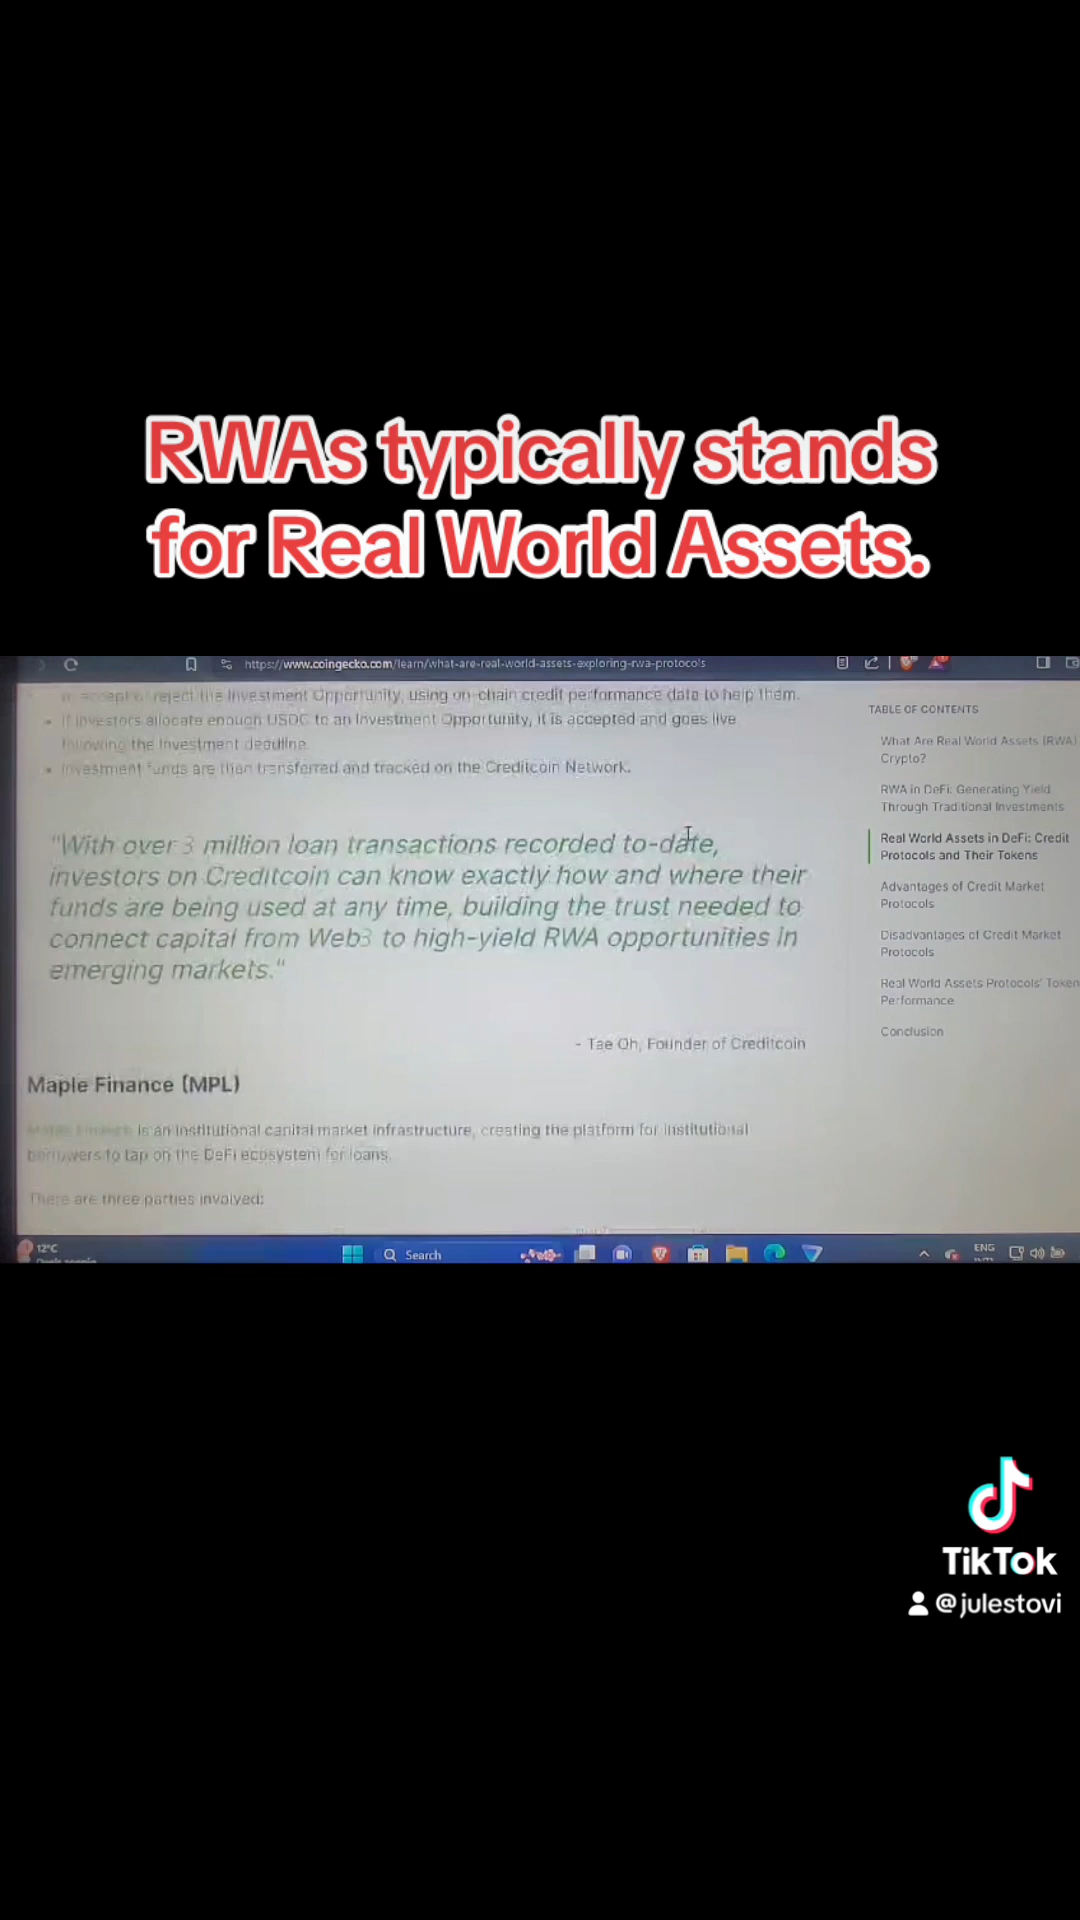 RWAs typically stands
for Real World Assets.
https://www.coingecko.com/learn/what-are-real-world-assets-exploring-rwa-protocols
reject the Investment Opportunity, using on-chain credit performance data to help them.
• If investors allocate enough USDC to an Investment Opportunity, it is accepted and goes live
following the investment deadline.
• Investment funds are then transferred and tracked on the Creditcoin Network.
"With over 3 million loan transactions recorded to-date,
investors on Creditcoin can know exactly how and where their
funds are being used at any time, building the trust needed to
connect capital from Web3 to high-yield RWA opportunities in
emerging markets."
- Tae Oh, Founder of Creditcoin
Maple Finance (MPL)
Maple Finance is an institutional capital market infrastructure, creating the platform for institutional
borrowers to tap on the DeFi ecosystem for loans.
There are three parties involved:
TABLE OF CONTENTS
What Are Real World Assets (RWA)
Crypto?
RWA in DeFi: Generating Yield
Through Traditional Investments
Real World Assets in DeFi: Credit
Protocols and Their Tokens
Advantages of Credit Market
Protocols
Disadvantages of Credit Market
Protocols
Real World Assets Protocols' Token
Performance
Conclusion
12°C
Search
ENG
TikTok
@julestovi